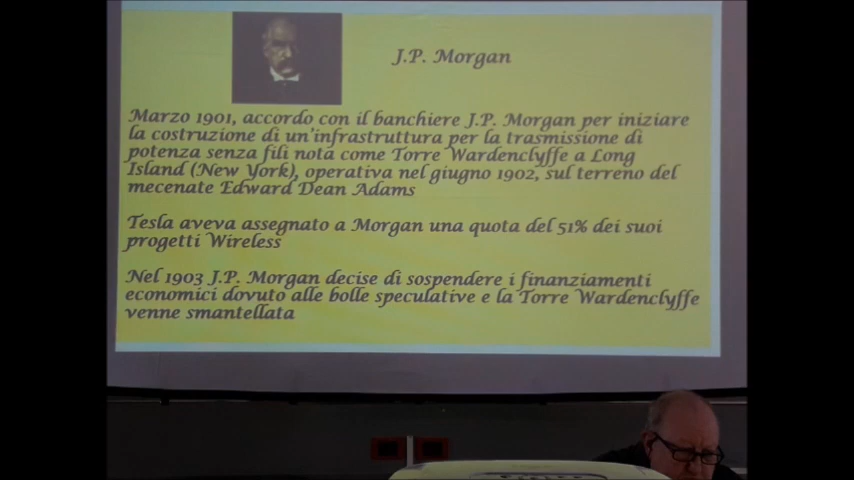 J.P. Morgan
Marzo 1901, accordo con il banchiere J.P. Morgan per iniziare
la costruzione di un'infrastruttura per la trasmissione di
potenza senza fili nota come Torre Wardenclyffe a Long
Island (New York), operativa nel giugno 1902, sul terreno del
mecenate Edward Dean Adams
Tesla aveva assegnato a Morgan una quota del 51% dei suoi
progetti Wireless
Nel 1903 J.P. Morgan decise di sospendere i finanziamenti
economici dovuto alle bolle speculative e la Torre Wardenclyffe
venne smantellata